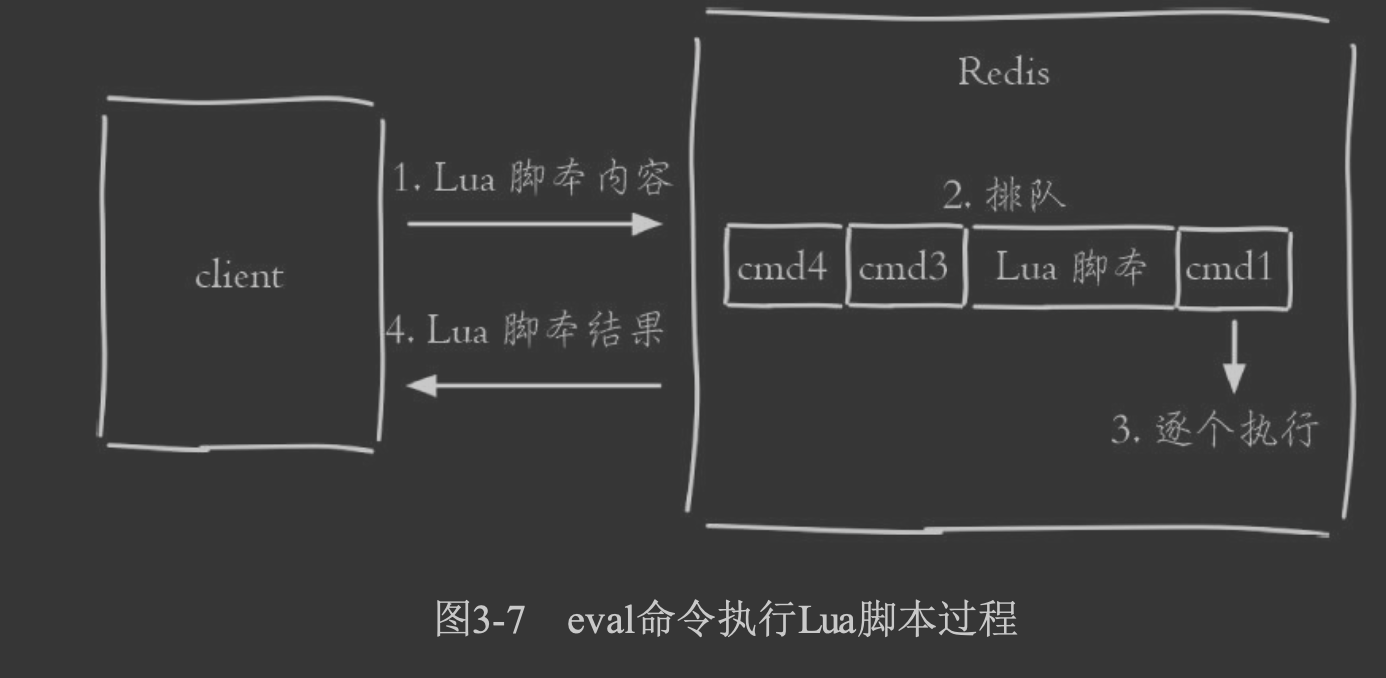 Redis
client
1. Lua 脚本内容
2. 排队
cmd4 cmd3 Lua 脚本 cmd1
4. Lua 脚本结果
3. 逐个执行
图3-7 eval命令执行Lua脚本过程